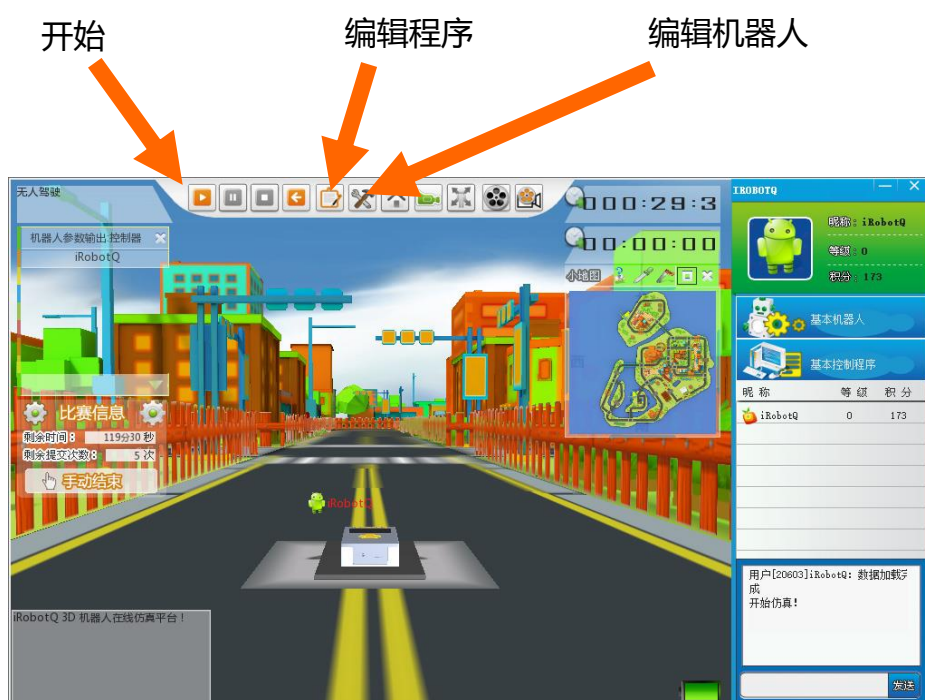 开始
编辑程序
编辑机器人
无人驾驶
000:29:3
00:00:00
机器人参数输出.控制器
iRobotQ
小地图
比赛信息
剩余时间： 119分30 秒
剩余提交次数： 5 次
手动结束
iRobotQ
iRobotQ 3D 机器人在线仿真平台！
IROBOTQ
昵称：iRobotQ
等级：0
积分：173
基本机器人
基本控制程序
昵 称 等 级 积 分
iRobotQ 0 173
用户[20603]iRobotQ: 数据加载完
成
开始仿真!
发送